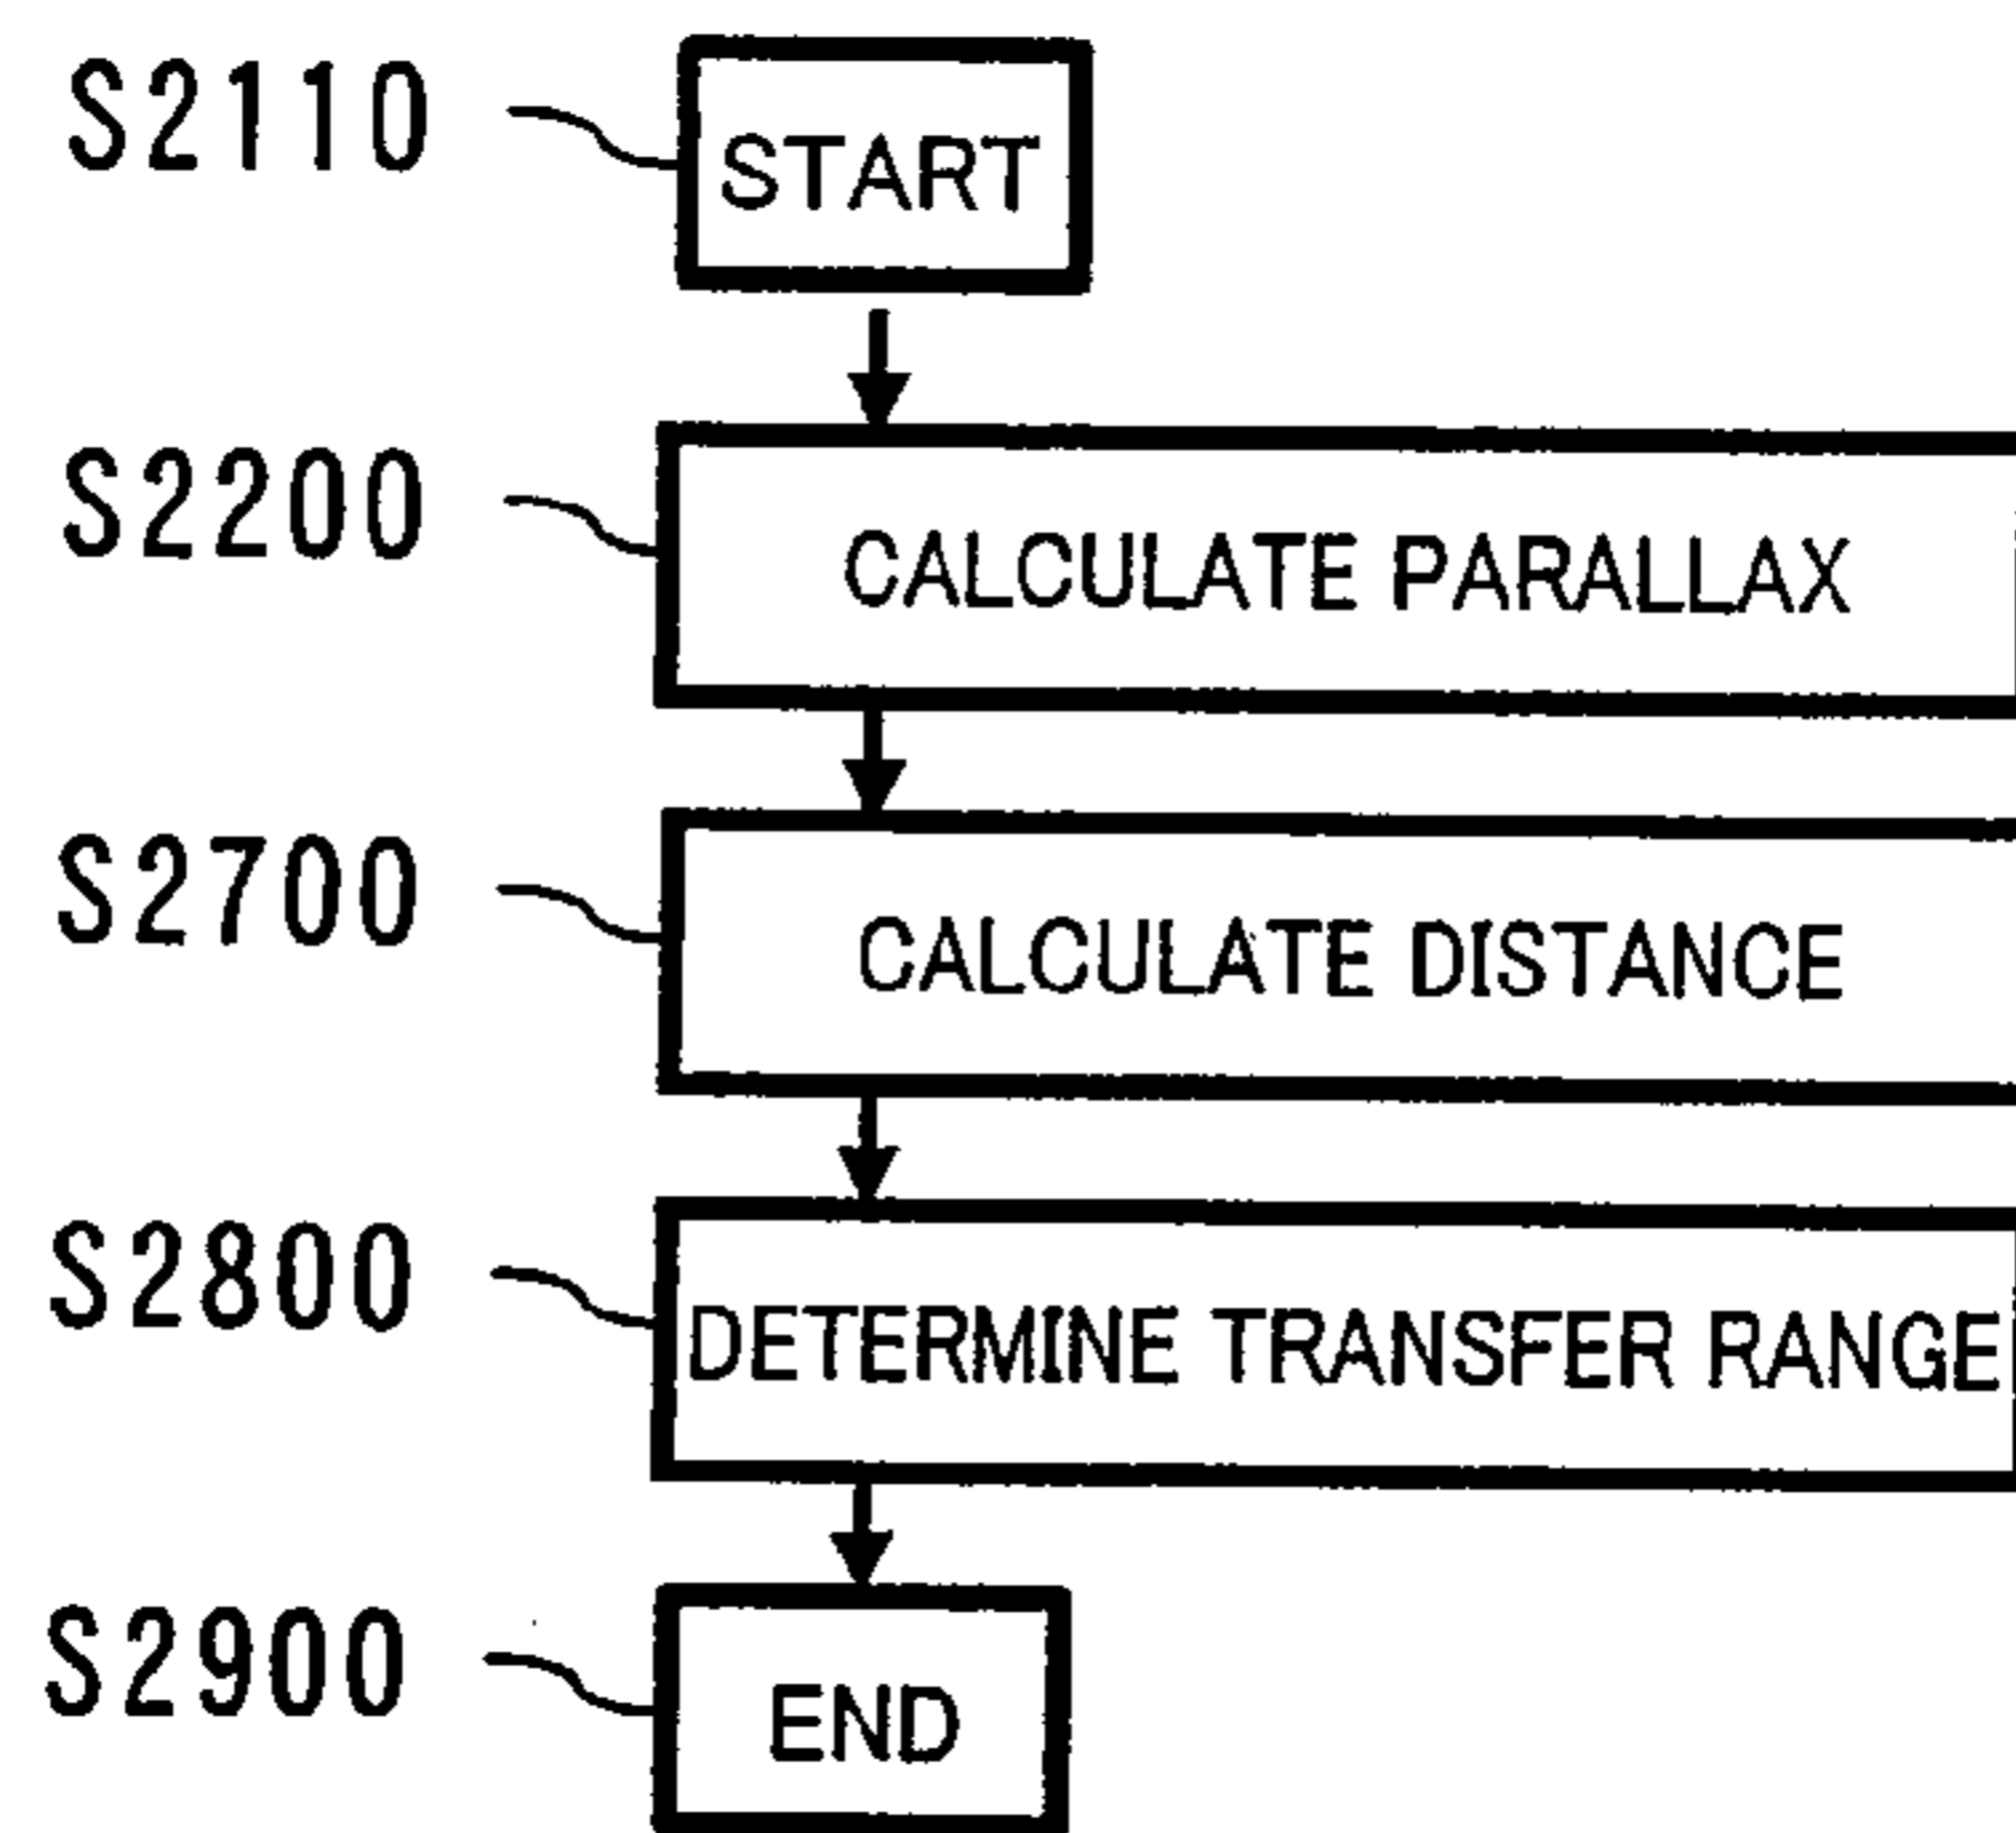 S2110 START
S2200 CALCULATE PARALLAX
S2700 CALCULATE DISTANCE
S2800 DETERMINE TRANSFER RANGE
S2900 END